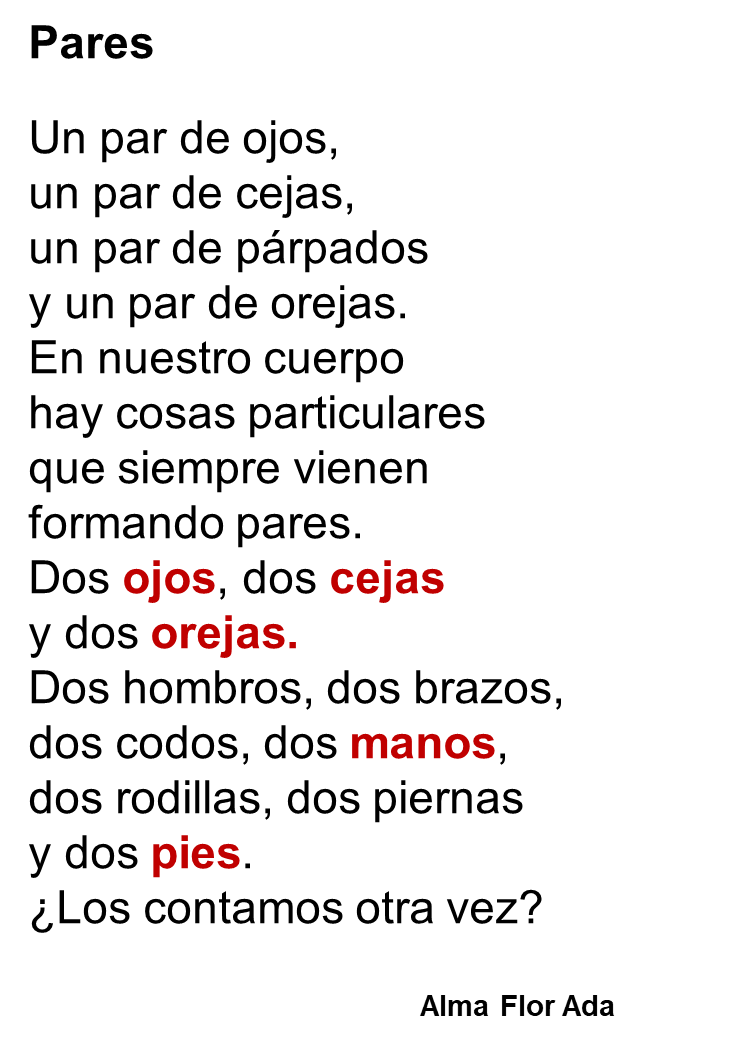 Pares
Un par de ojos,
un par de cejas,
un par de párpados
y un par de orejas.
En nuestro cuerpo
hay cosas particulares
que siempre vienen
formando pares.
Dos ojos, dos cejas
y dos orejas.
Dos hombros, dos brazos,
dos codos, dos manos,
dos rodillas, dos piernas
y dos pies.
¿Los contamos otra vez?
Alma Flor Ada